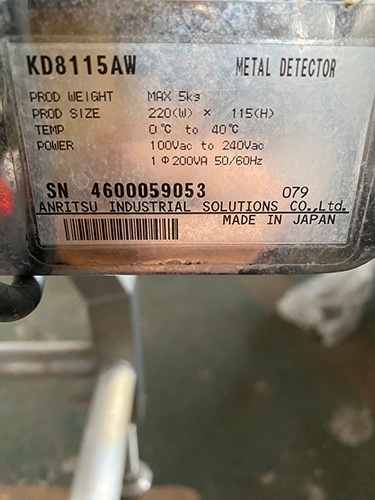 KD8115AW METAL DETECTOR
PROD WEIGHT MAX 5kg
PROD SIZE 220(W) × 115(H)
TEMP 0℃ to 40℃
POWER 100Vac to 240Vac
1Φ200VA 50/60Hz
SN 4600059053 079
ANRITSU INDUSTRIAL SOLUTIONS CO.,Ltd.
MADE IN JAPAN